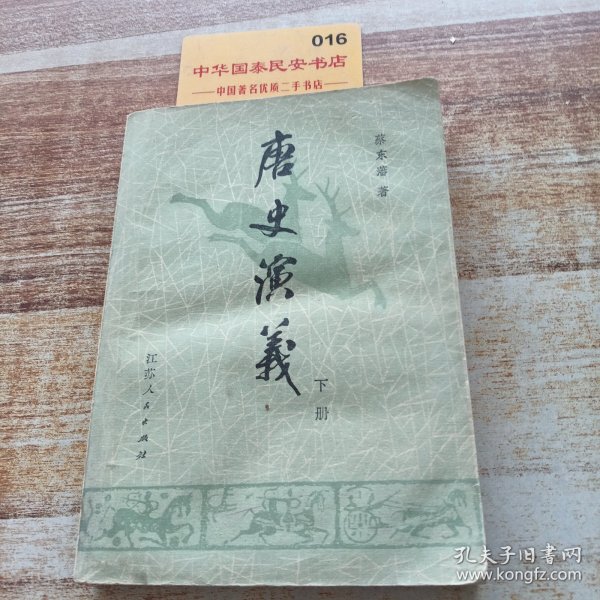 016
中华国泰民安书店
——中国著名优质二手书店——
蔡东藩 著
唐史演義
下册
江苏人民出版社
孔夫子旧书网
www.kongfz.com